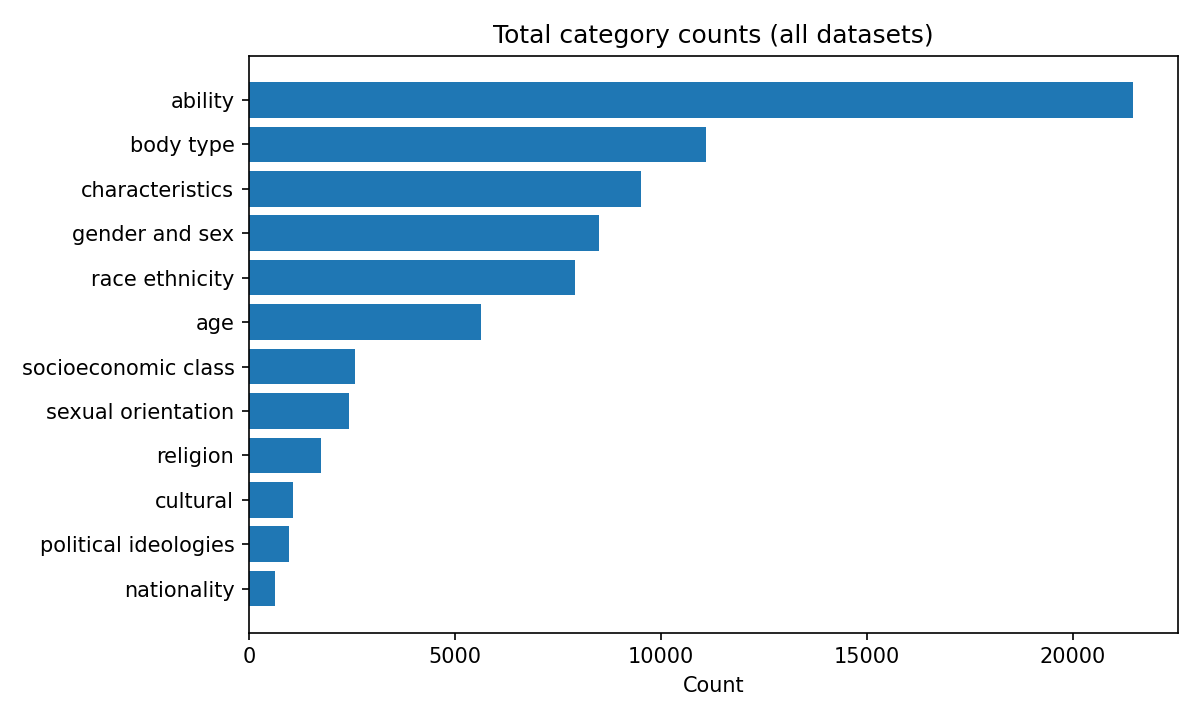 Total category counts (all datasets)
ability
body type
characteristics
gender and sex
race ethnicity
age
socioeconomic class
sexual orientation
religion
cultural
political ideologies
nationality
0 5000 10000 15000 20000
Count